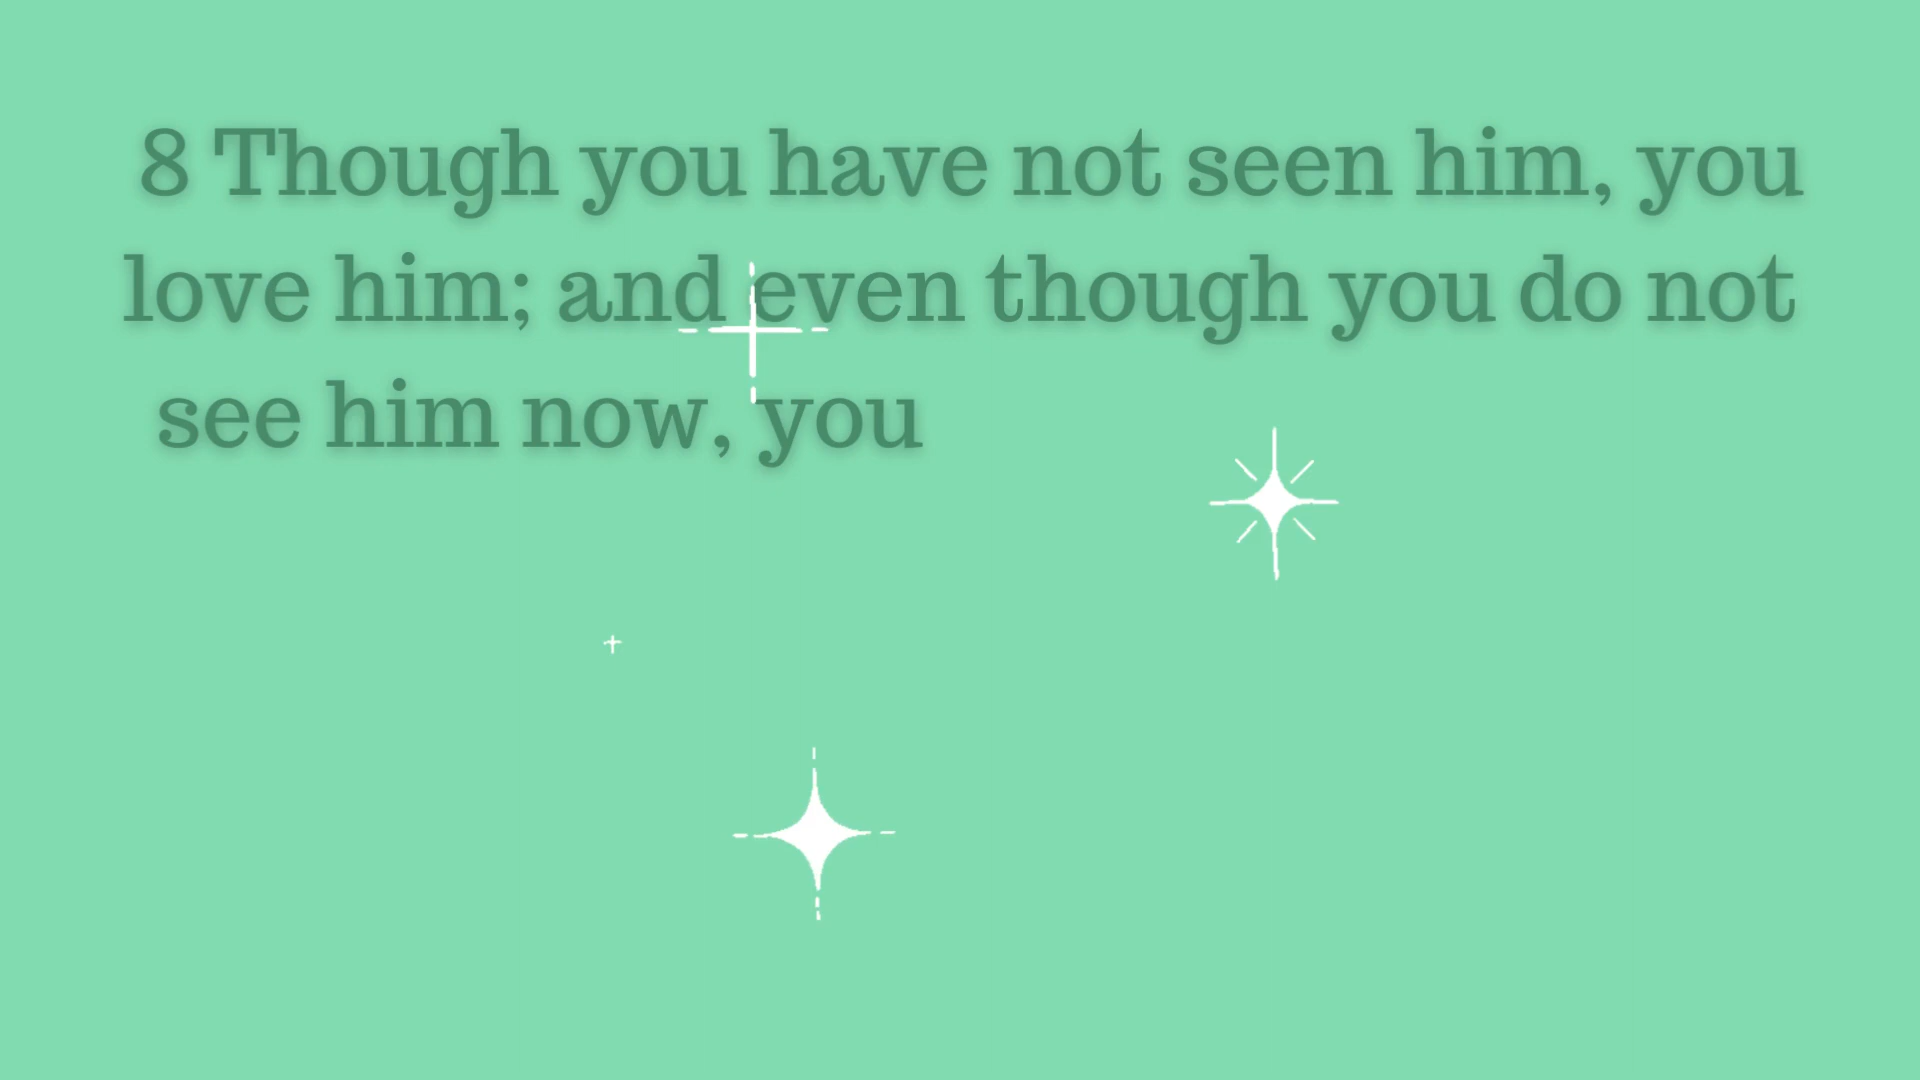 8 Though you have not seen him, you
love him; and even though you do not
see him now, you